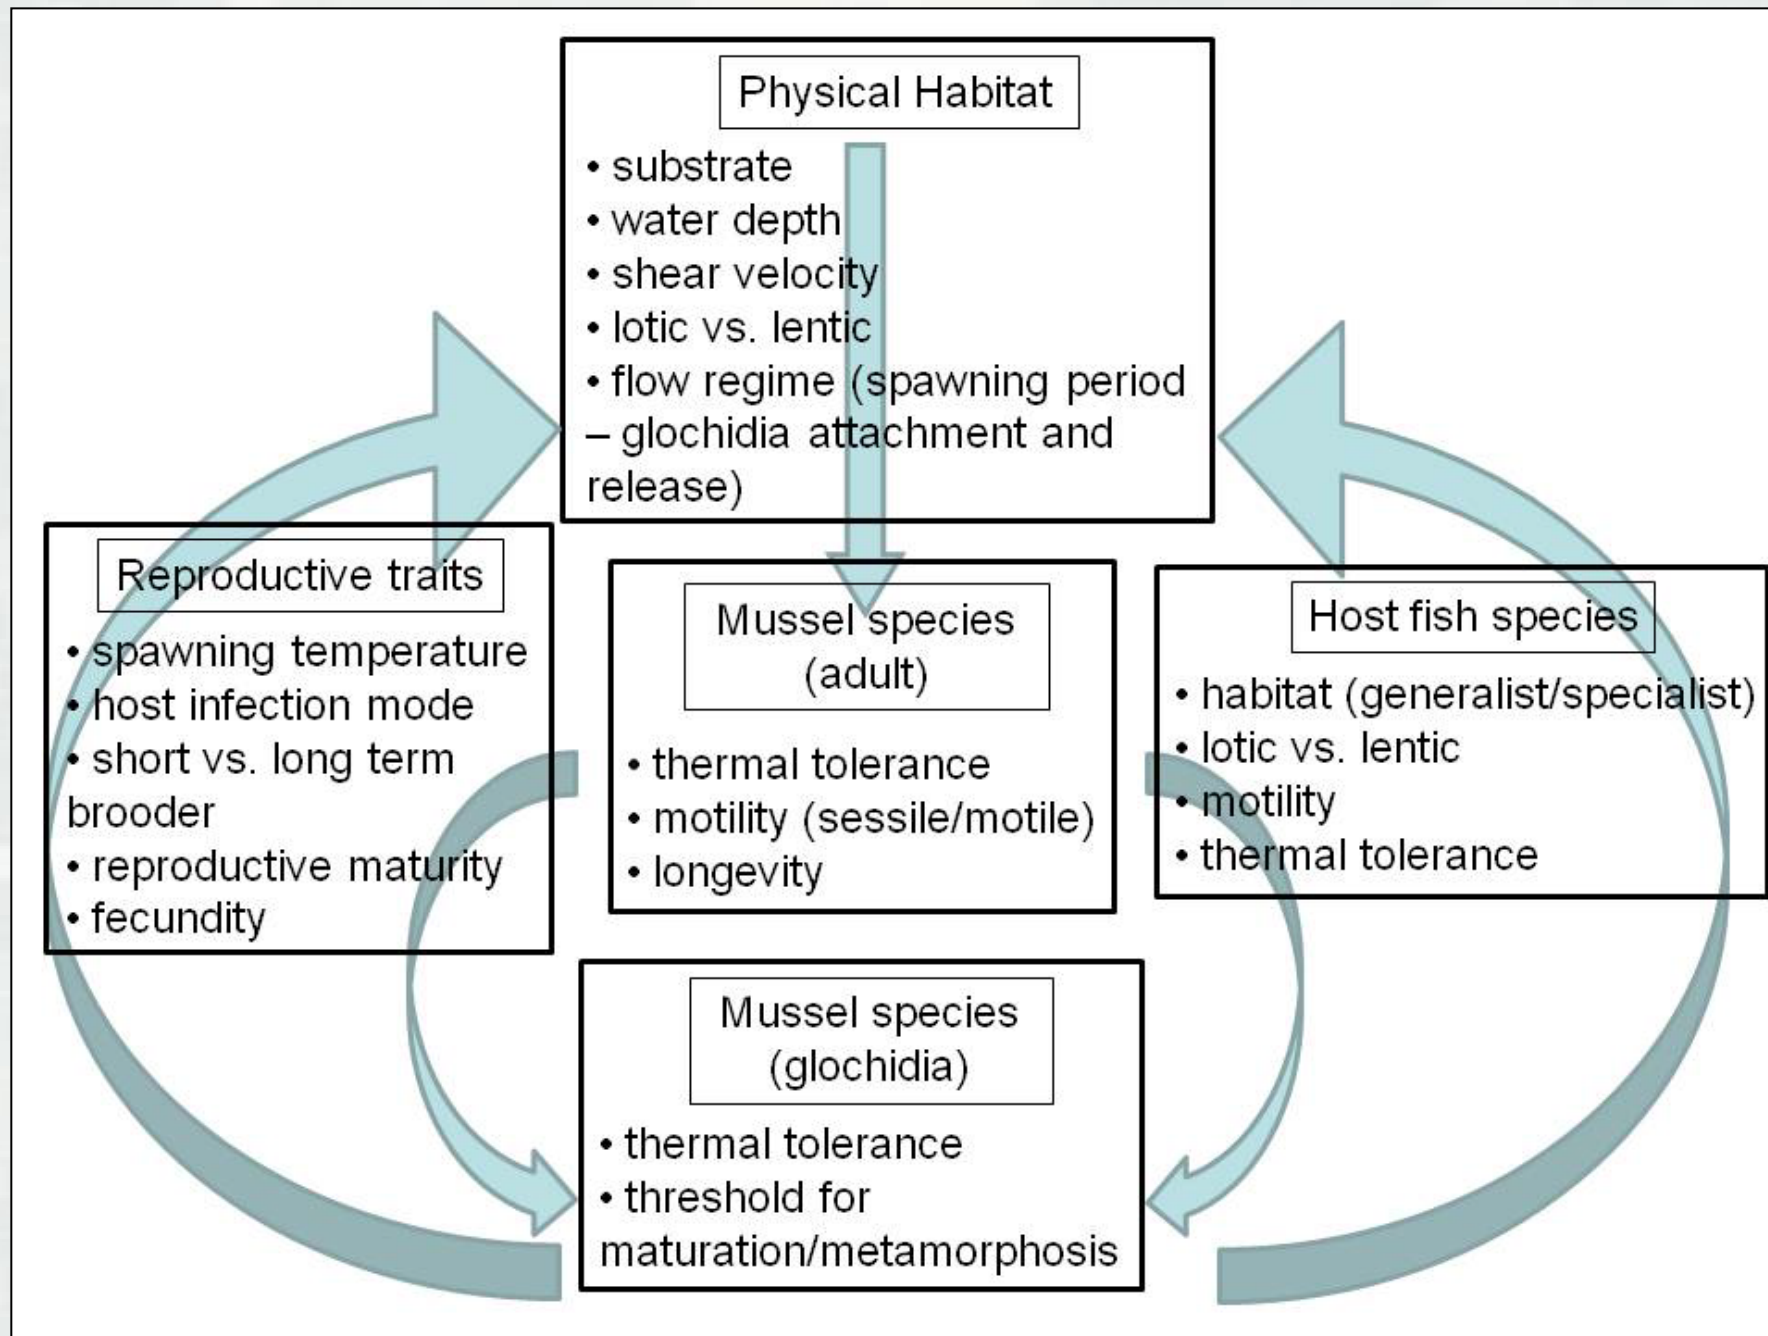 Physical Habitat
• substrate
• water depth
• shear velocity
• lotic vs. lentic
• flow regime (spawning period
– glochidia attachment and
release)
Reproductive traits
• spawning temperature
• host infection mode
• short vs. long term
brooder
• reproductive maturity
• fecundity
Mussel species
(adult)
• thermal tolerance
• motility (sessile/motile)
• longevity
Host fish species
• habitat (generalist/specialist)
• lotic vs. lentic
• motility
• thermal tolerance
Mussel species
(glochidia)
• thermal tolerance
• threshold for
maturation/metamorphosis